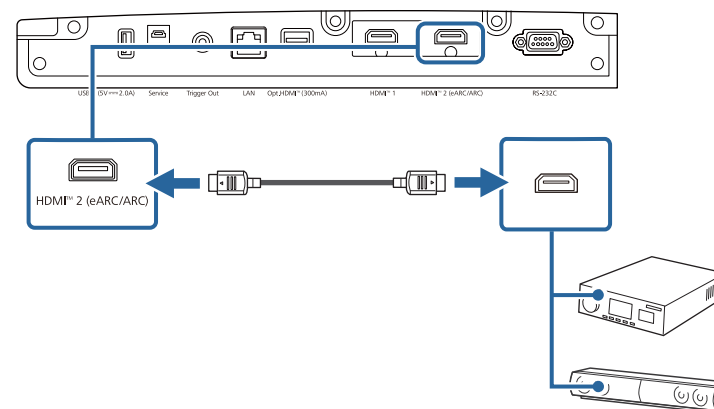 USB (5V⎓2.0A) Service Trigger Out LAN Opt.HDMI™ (300mA) HDMI™ 1 HDMI™ 2 (eARC/ARC) RS-232C
HDMI™ 2 (eARC/ARC)